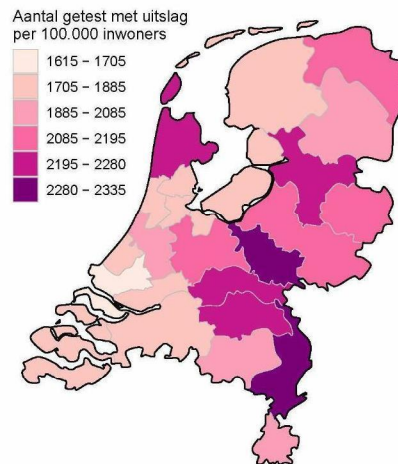 Aantal getest met uitslag
per 100.000 inwoners
1615 – 1705
1705 – 1885
1885 – 2085
2085 – 2195
2195 – 2280
2280 – 2335